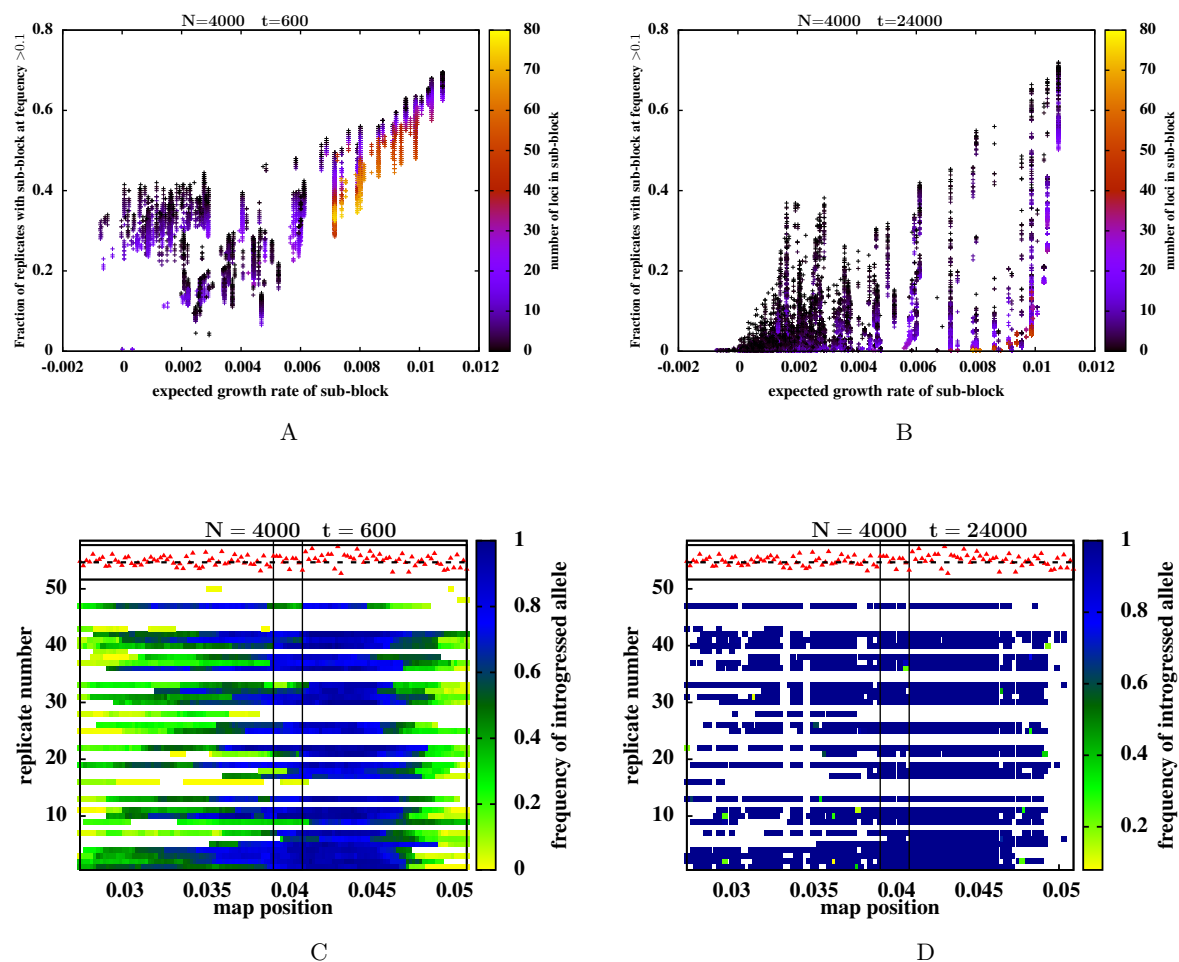 N=4000 t=600
Fraction of replicates with sub-block at fequency >0.1
0.8
0.6
0.4
0.2
0
-0.002 0 0.002 0.004 0.006 0.008 0.01 0.012
expected growth rate of sub-block
80
70
60
50
40
30
20
10
0
number of loci in sub-block
A
N=4000 t=24000
Fraction of replicates with sub-block at fequency >0.1
0.8
0.6
0.4
0.2
0
-0.002 0 0.002 0.004 0.006 0.008 0.01 0.012
expected growth rate of sub-block
80
70
60
50
40
30
20
10
0
number of loci in sub-block
B
N = 4000 t = 600
replicate number
50
40
30
20
10
0.03 0.035 0.04 0.045 0.05
map position
1
0.8
0.6
0.4
0.2
0
frequency of introgressed allele
C
N = 4000 t = 24000
replicate number
50
40
30
20
10
0.03 0.035 0.04 0.045 0.05
map position
1
0.8
0.6
0.4
0.2
frequency of introgressed allele
D